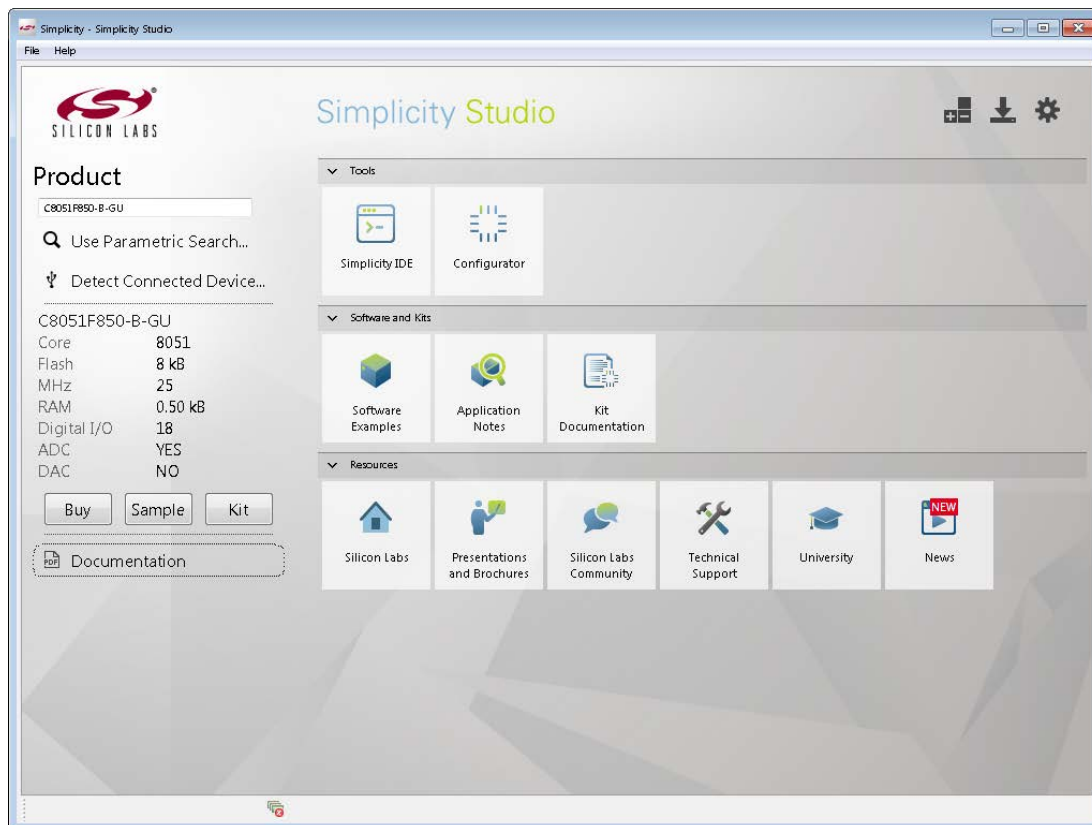 Simplicity - Simplicity Studio
File Help
SILICON LABS
Simplicity Studio
Product
C8051F850-B-GU
Use Parametric Search...
Detect Connected Device...
C8051F850-B-GU
Core 8051
Flash 8 kB
MHz 25
RAM 0.50 kB
Digital I/O 18
ADC YES
DAC NO
Buy Sample Kit
PDF Documentation
Tools
Simplicity IDE Configurator
Software and Kits
Software Application Kit
Examples Notes Documentation
Resources
NEW
Silicon Labs Presentations Silicon Labs Technical University News
and Brochures Community Support